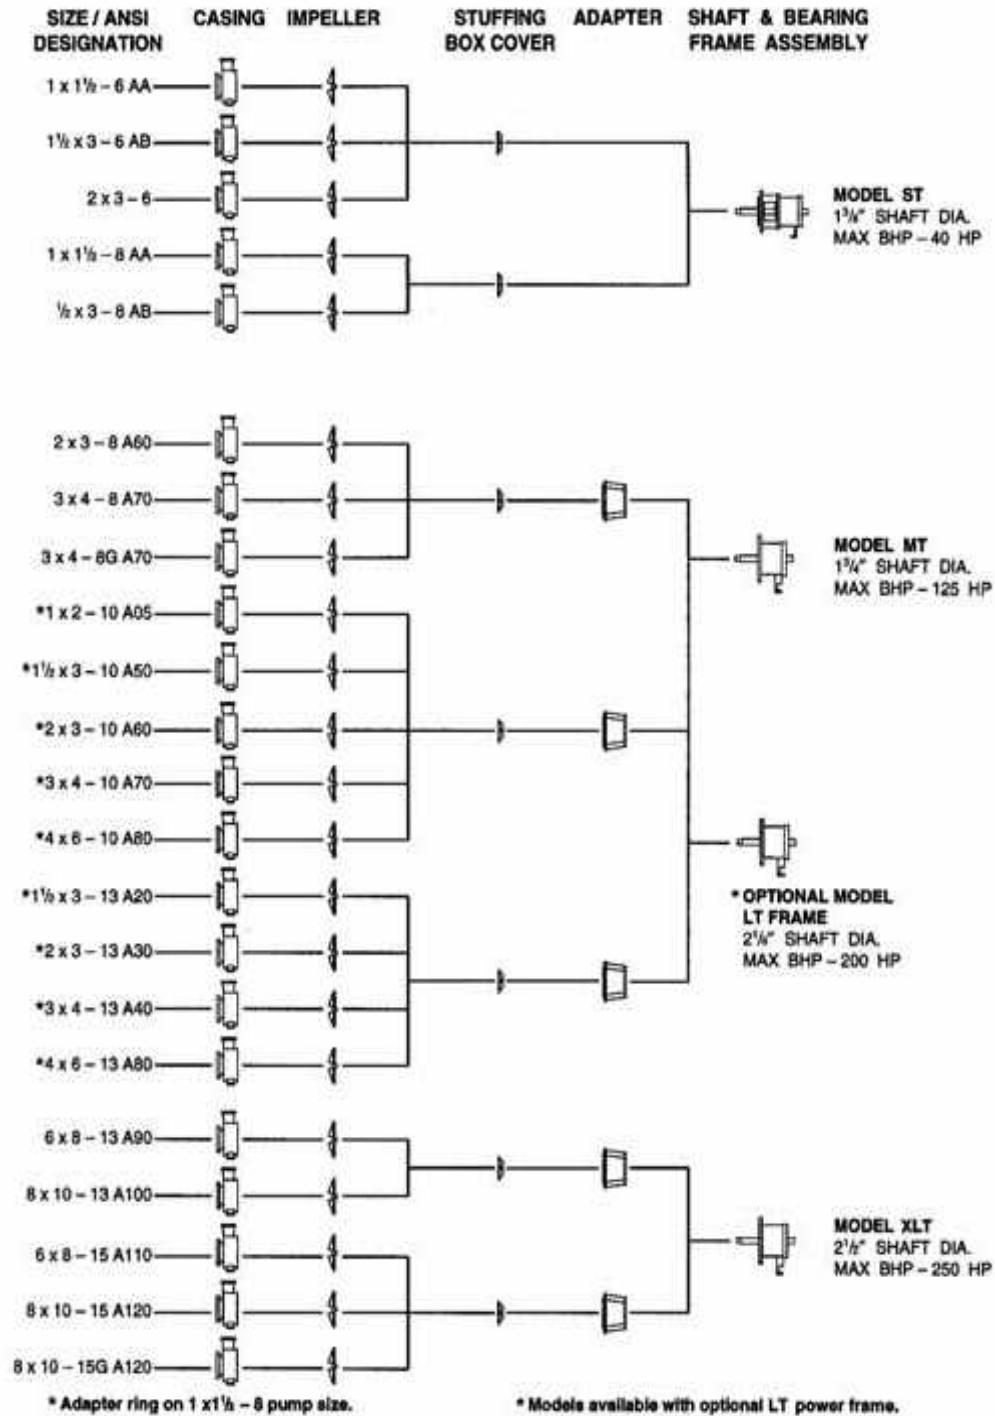 SIZE / ANSI DESIGNATION CASING IMPELLER STUFFING BOX COVER ADAPTER SHAFT & BEARING FRAME ASSEMBLY
1 x 1½ – 6 AA
1½ x 3 – 6 AB
2 x 3 – 6
1 x 1½ – 8 AA
½ x 3 – 8 AB
MODEL ST
1⅜" SHAFT DIA.
MAX BHP – 40 HP
2 x 3 – 8 A60
3 x 4 – 8 A70
3 x 4 – 8G A70
*1 x 2 – 10 A05
*1½ x 3 – 10 A50
*2 x 3 – 10 A60
*3 x 4 – 10 A70
*4 x 6 – 10 A80
*1½ x 3 – 13 A20
*2 x 3 – 13 A30
*3 x 4 – 13 A40
*4 x 6 – 13 A80
MODEL MT
1¾" SHAFT DIA.
MAX BHP – 125 HP
* OPTIONAL MODEL
LT FRAME
SHAFT DIA.
MAX BHP – 200 HP
6 x 8 – 13 A90
8 x 10 – 13 A100
6 x 8 – 15 A110
8 x 10 – 15 A120
8 x 10 – 15G A120
MODEL XLT
2½" SHAFT DIA.
MAX BHP – 250 HP
* Adapter ring on 1 x1½ – 8 pump size.
* Models available with optional LT power frame.